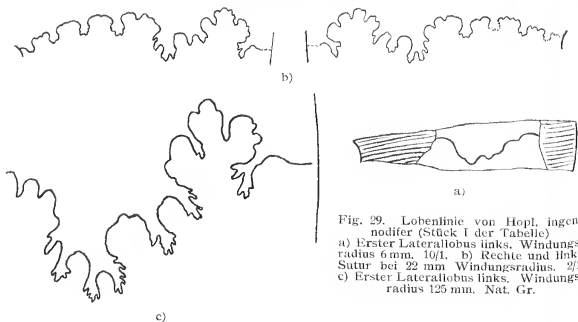 b)
a)
c)
Fig. 29. Lobenlinie von Hopl. ingen
nodifer (Stück I der Tabelle)
a) Erster Laterallobus links. Windungs
radius 6 mm. 10/1. b) Rechte und link
Sutur bei 22 mm Windungsradius. 2/
c) Erster Laterallobus links. Windungs
radius 125 mm. Nat. Gr.